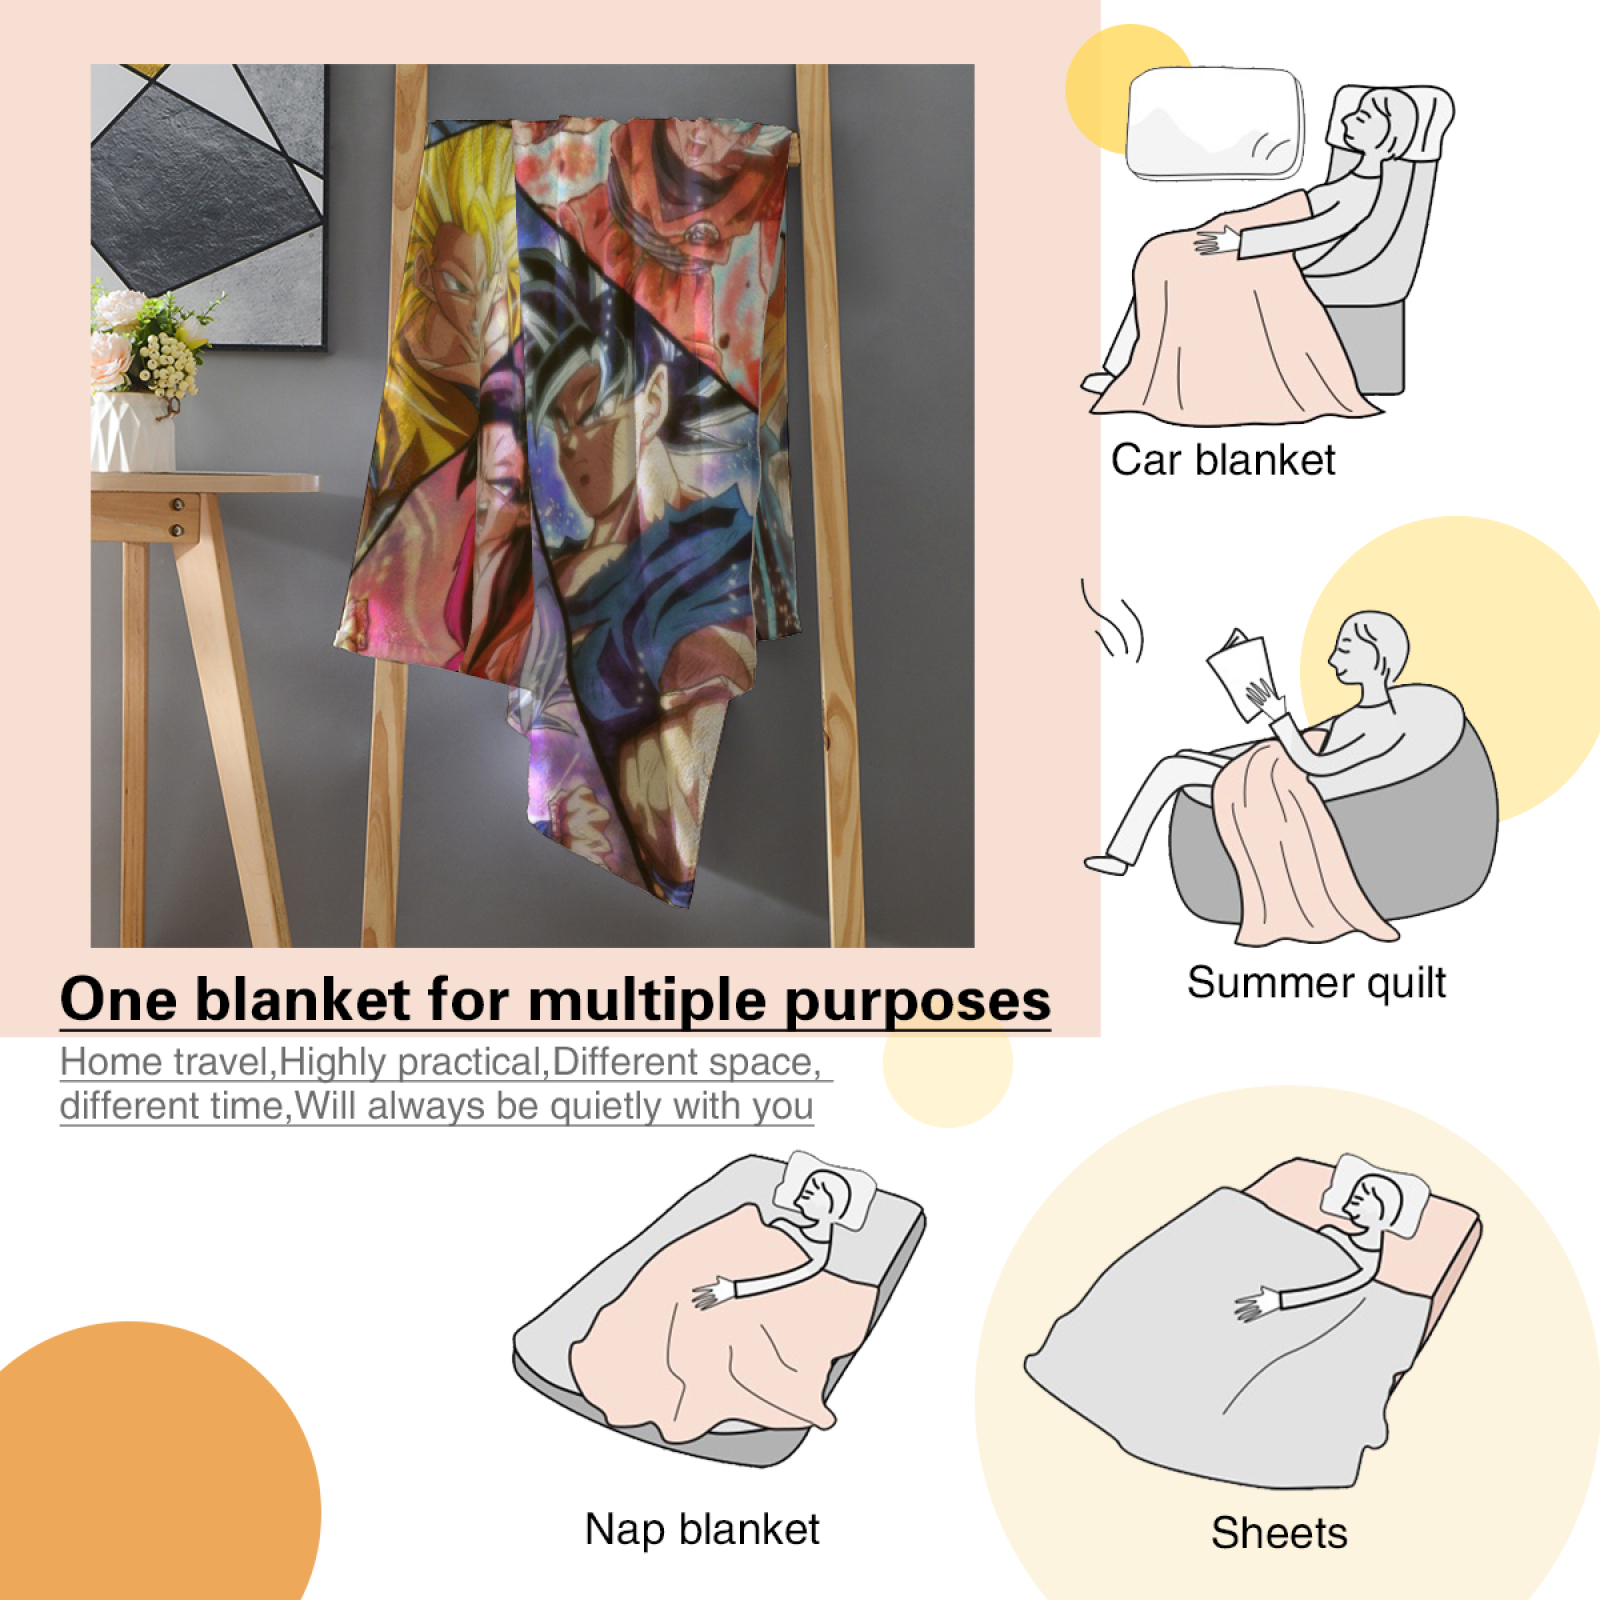 Car blanket
Summer quilt
One blanket for multiple purposes
Home travel,Highly practical,Different space,
different time,Will always be quietly with you
Nap blanket
Sheets